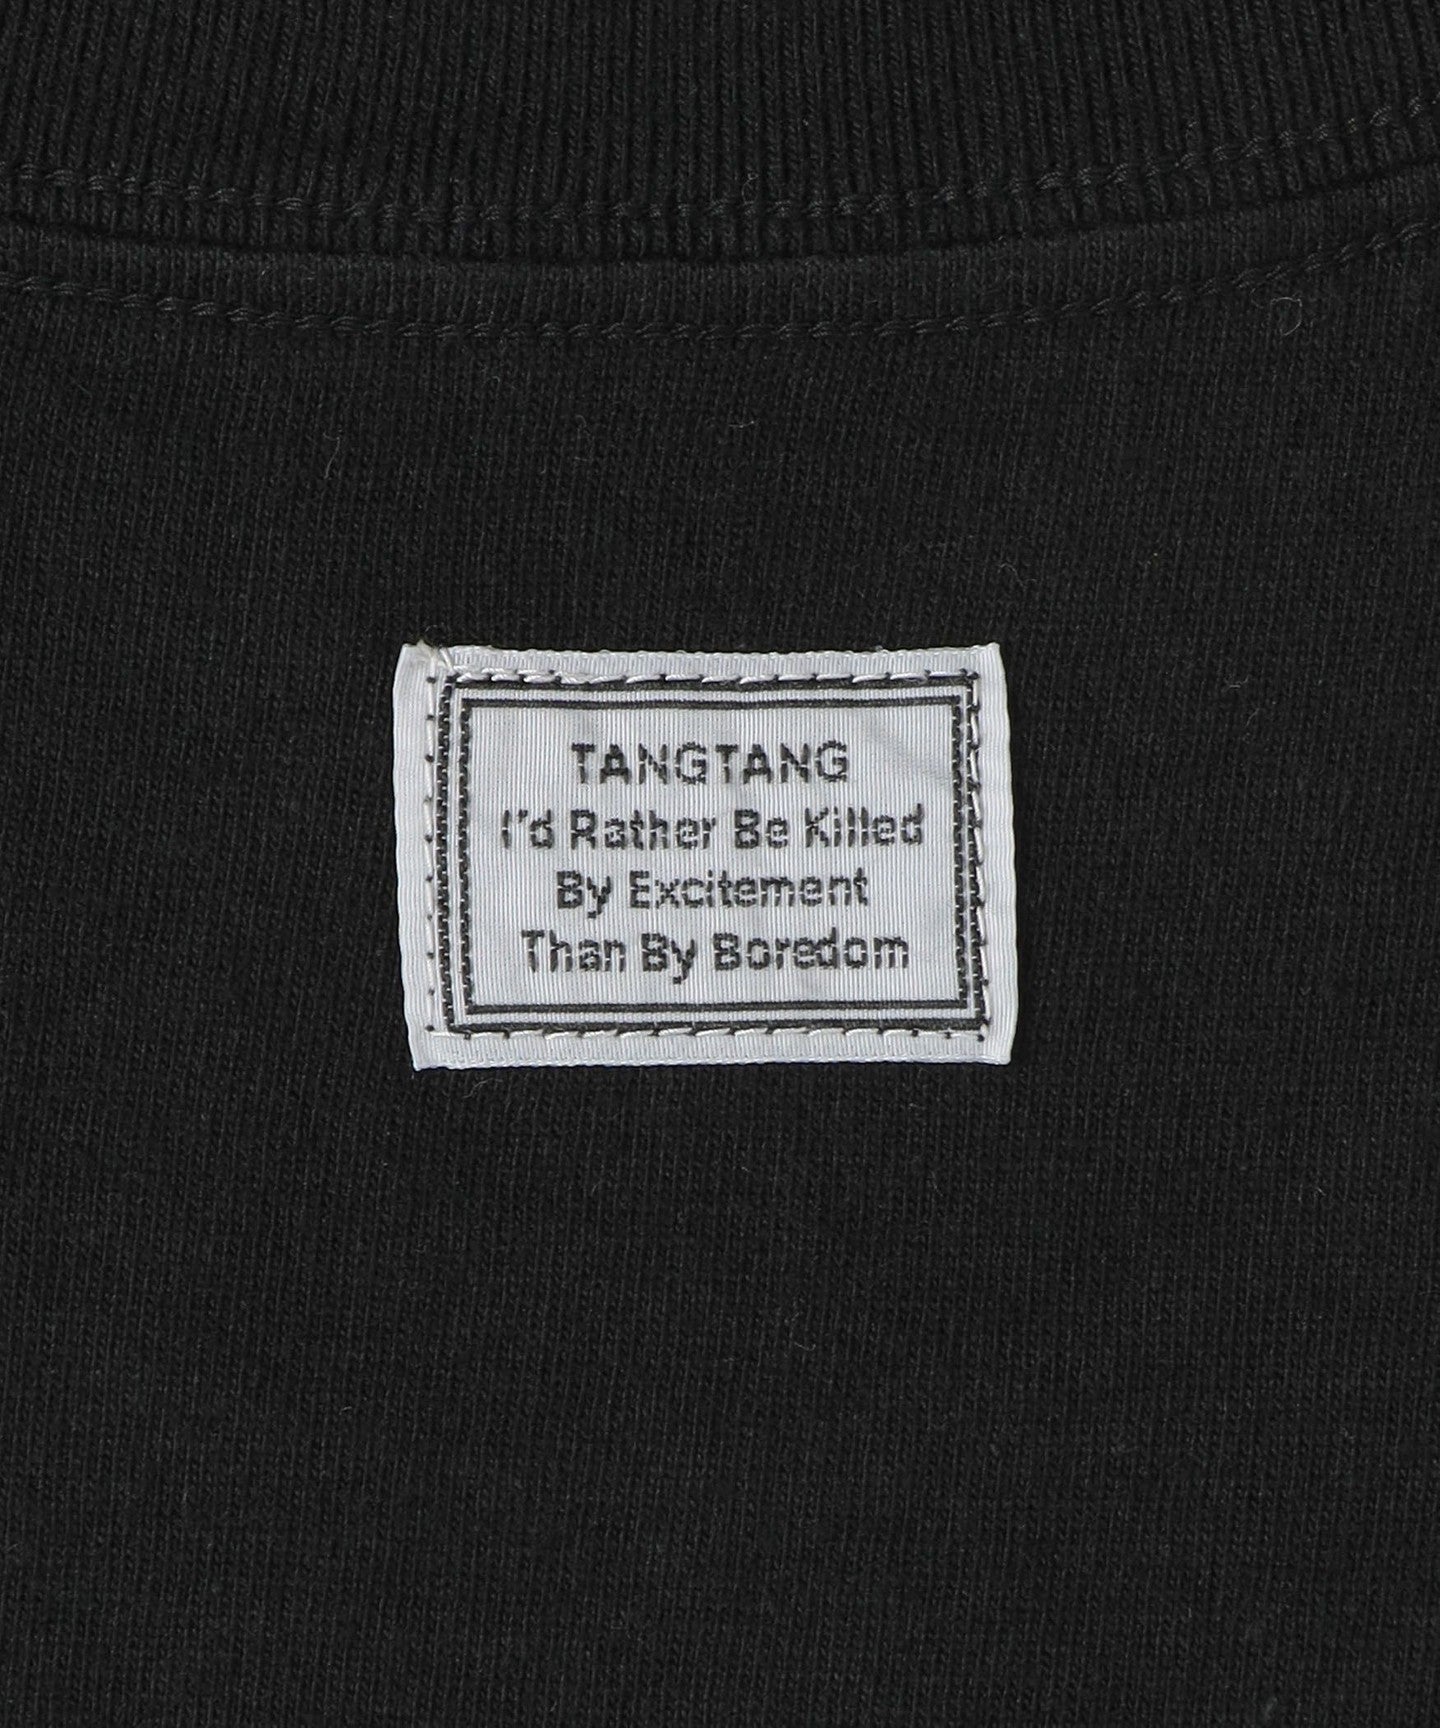 TANGTANG
I'd Rather Be Killed
By Excitement
Than By Boredom